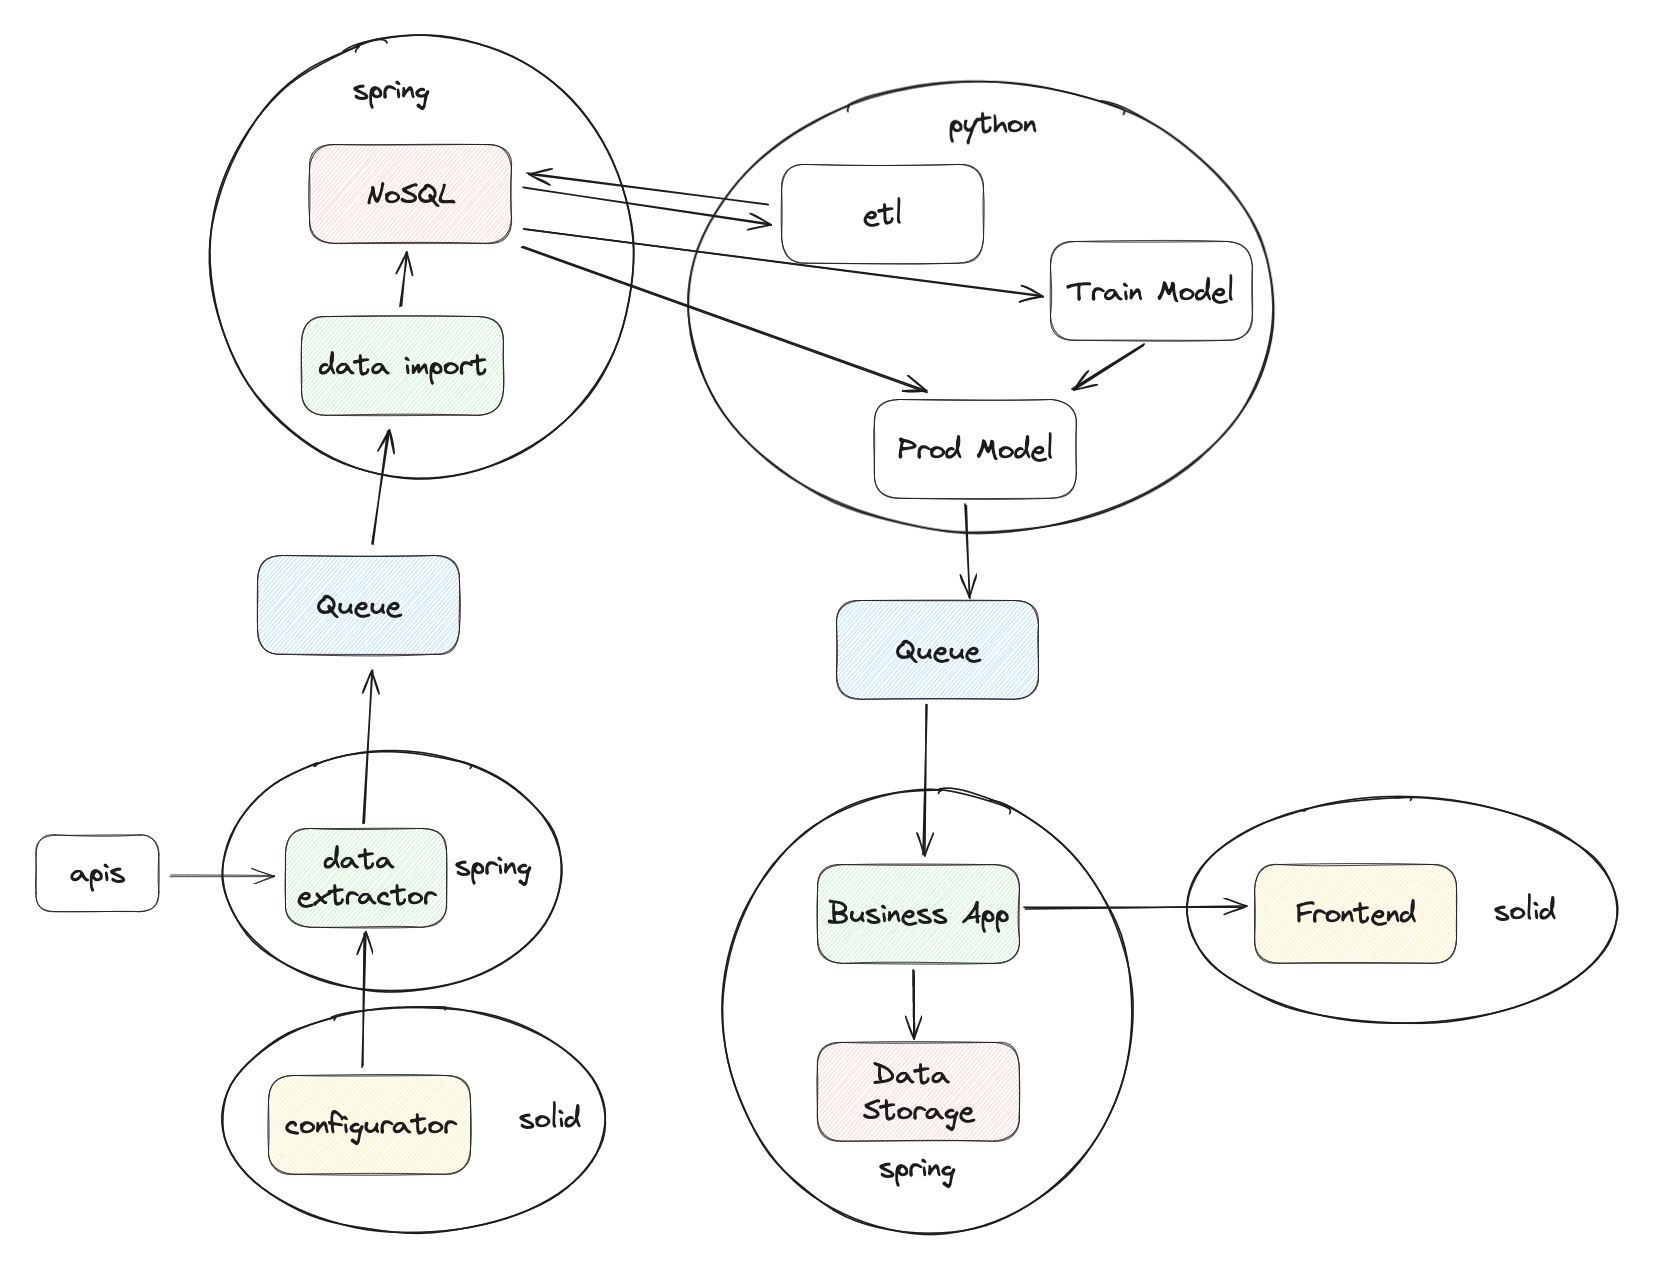 spring
NoSQL
data import
python
etl
Train Model
Prod Model
Queue
Queue
apis
data
extractor
spring
configurator
solid
Business App
Data
Storage
spring
Frontend
solid